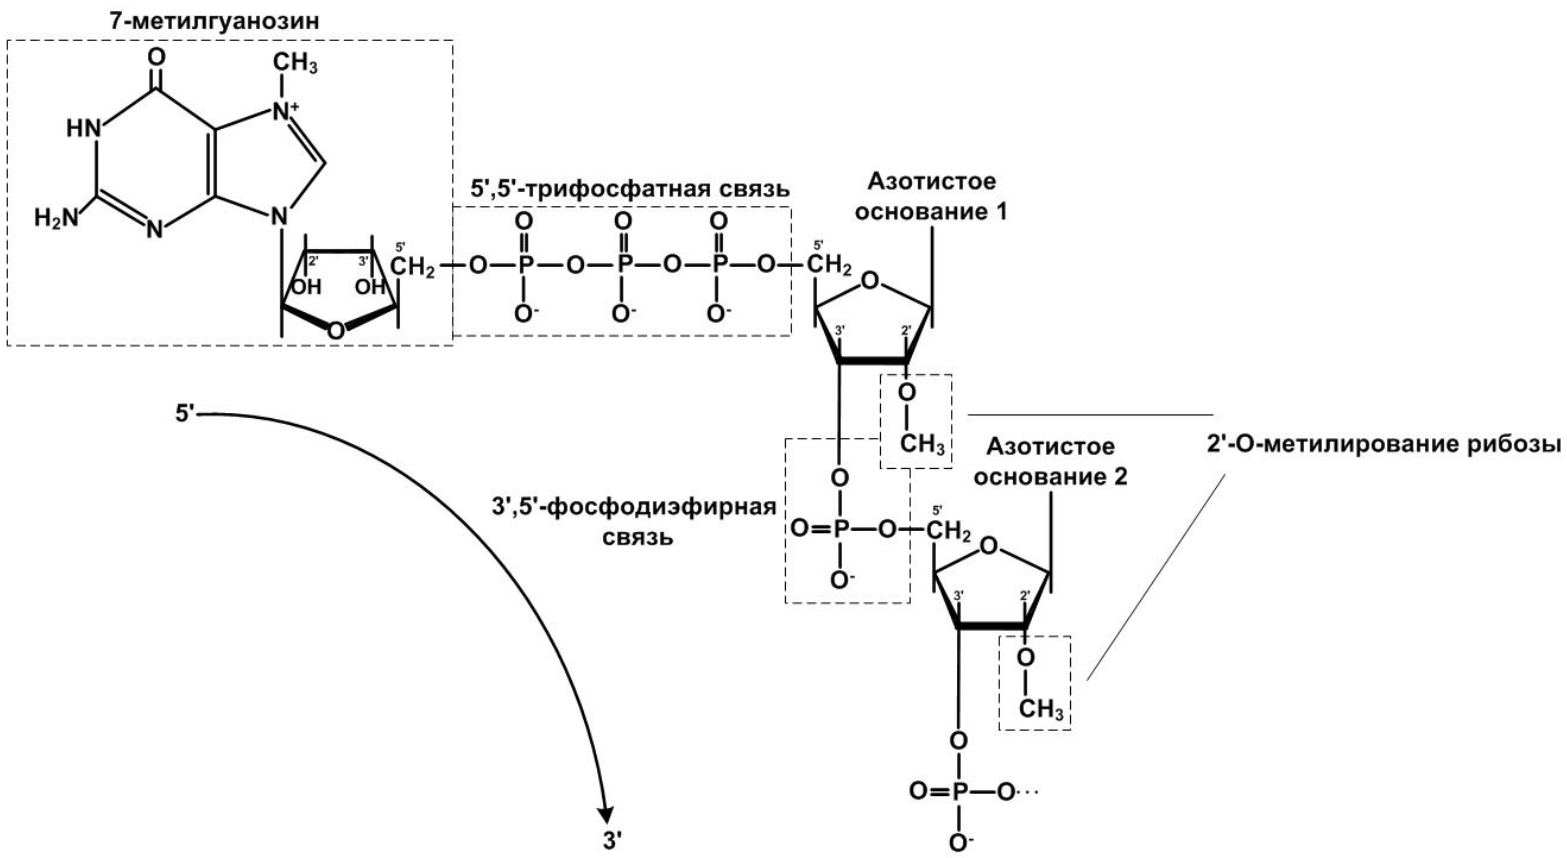 7-метилгуанозин
O
CH3
N+
HN
H2N
N
N
2'
3'
5'
OH
OH
CH2
O
5',5'-трифосфатная связь
O
O
O
O
P
O
P
O
P
O
O-
O-
O-
Азотистое
основание 1
5'
CH2
O
3'
2'
O
CH3
5'
2'-О-метилирование рибозы
Азотистое
основание 2
3',5'-фосфодиэфирная
связь
O
O=P
O
O-
5'
CH2
O
3'
2'
O
CH3
O
O=P
O...
O-
3'